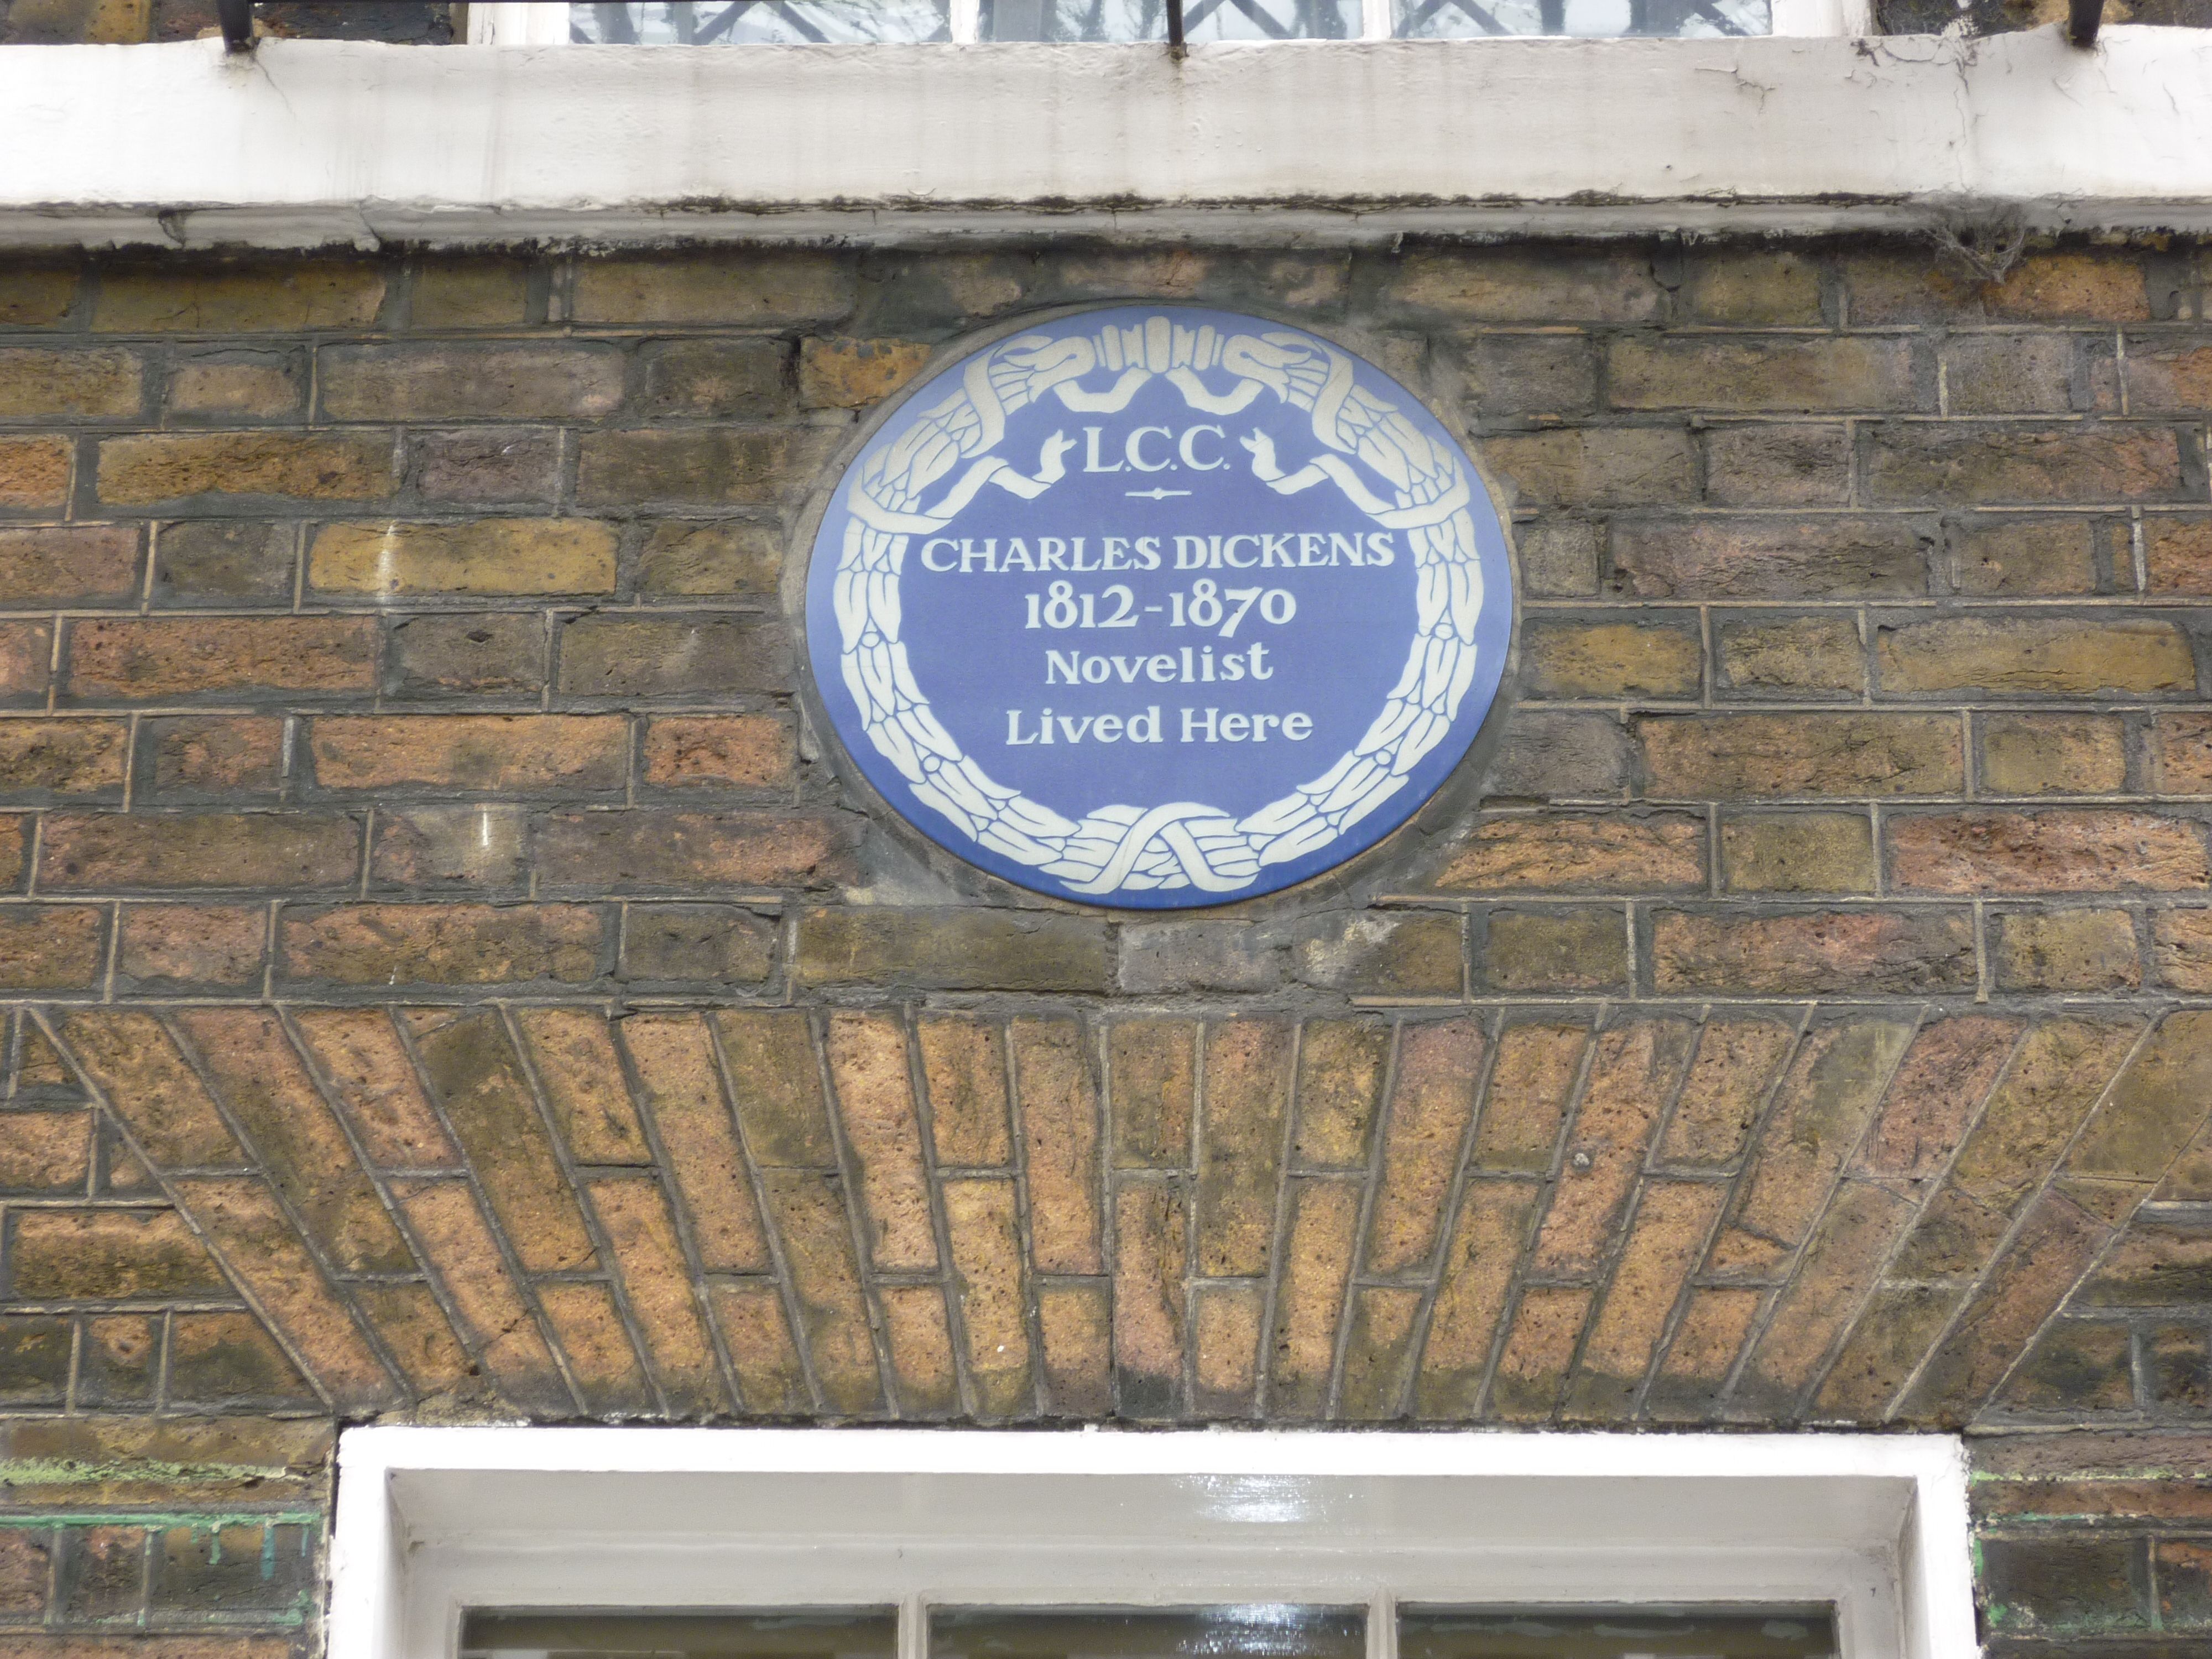 L.C.C.
CHARLES DICKENS
1812-1870
Novelist
Lived Here